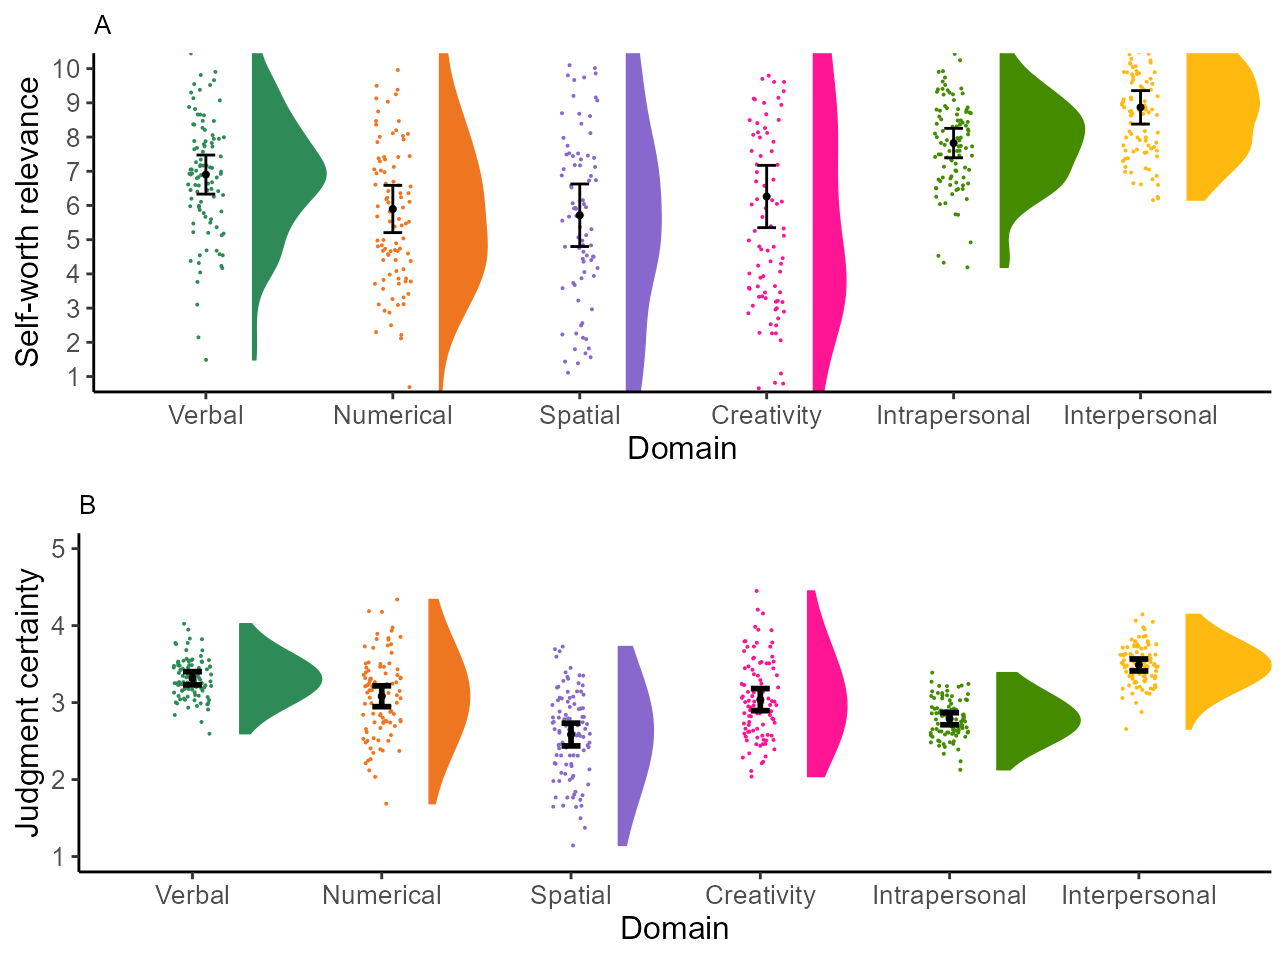 A
Self-worth relevance
10
9
8
7
6
5
4
3
2
1
Verbal Numerical Spatial Creativity Intrapersonal Interpersonal
Domain
B
Judgment certainty
5
4
3
2
1
Verbal Numerical Spatial Creativity Intrapersonal Interpersonal
Domain